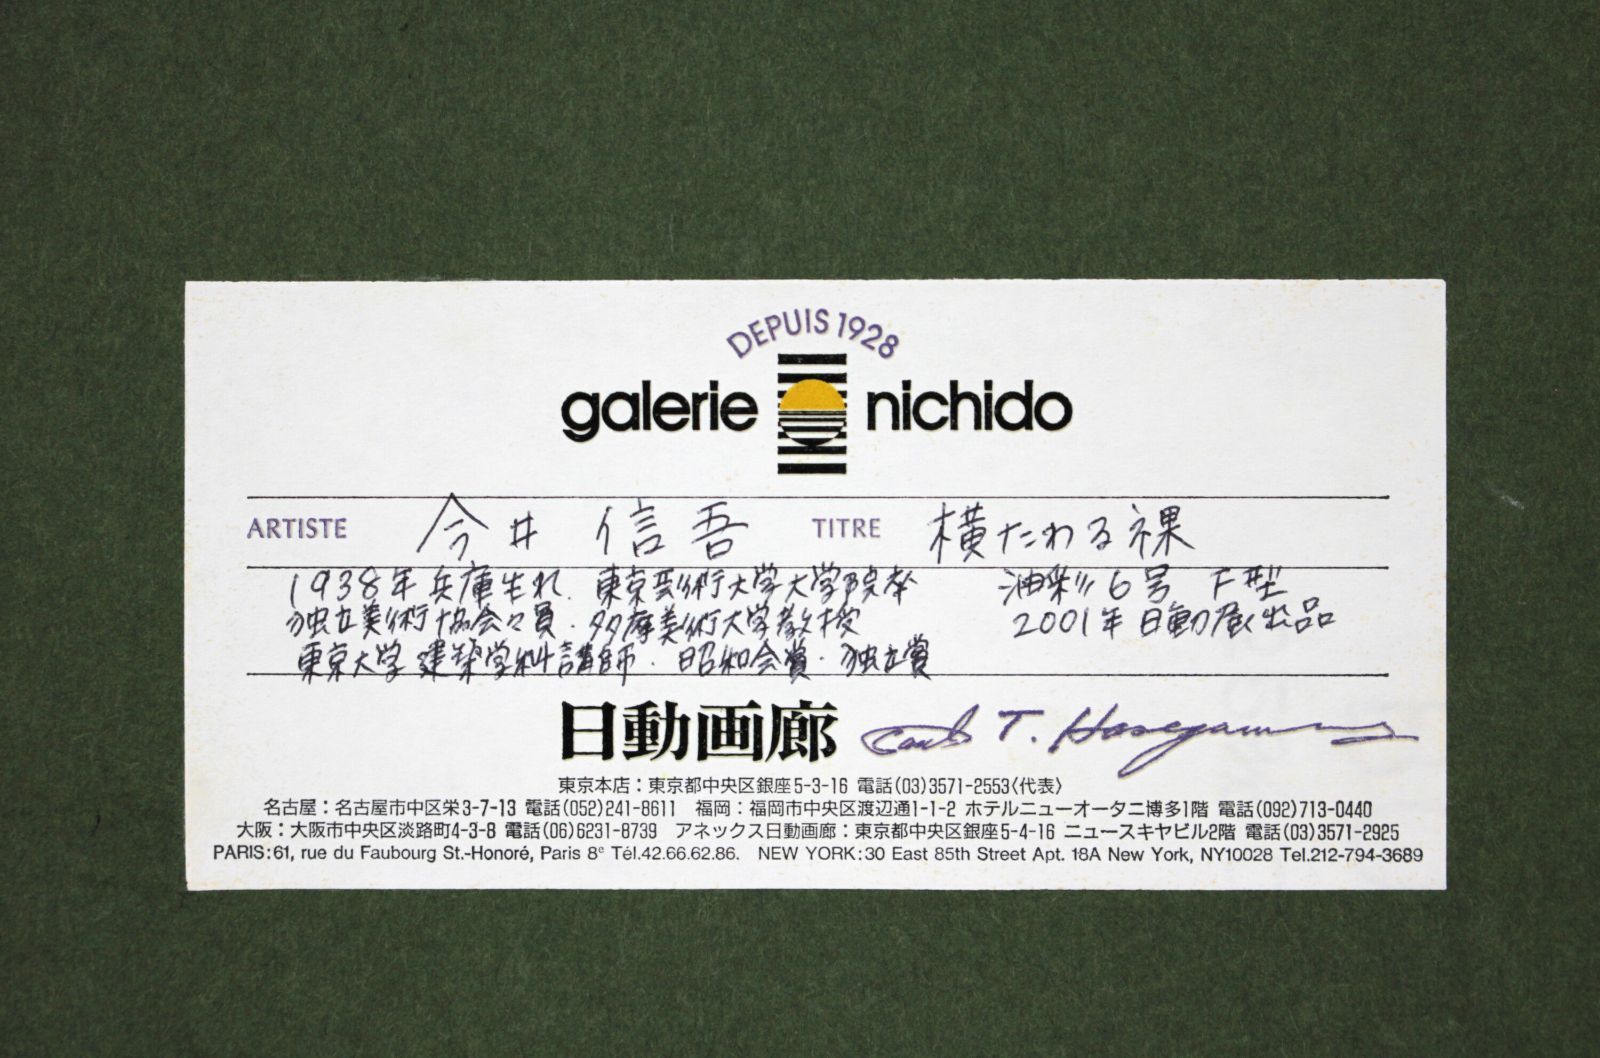 DEPUIS 1928
galerie nichido
ARTISTE 今井 信吾 TITRE 横たわる裸
1938年兵庫生れ. 東京芸術大学大学院卒 油彩 6号 F型
独立美術協会々員・多摩美術大学教授 2001年 日動展出品
東京大学 建築学科講師・昭和会賞・独立賞
日動画廊 T. Hasegawa
東京本店：東京都中央区銀座5-3-16 電話(03)3571-2553〈代表〉
名古屋：名古屋市中区栄3-7-13 電話(052)241-8611 福岡：福岡市中央区渡辺通1-1-2 ホテルニューオータニ博多1階 電話(092)713-0440
大阪：大阪市中央区淡路町4-3-8 電話(06)6231-8739 アネックス日動画廊：東京都中央区銀座5-4-16 ニュースキヤビル2階 電話(03)3571-2925
PARIS:61, rue du Faubourg St.-Honoré, Paris 8e Tél.42.66.62.86. NEW YORK:30 East 85th Street Apt. 18A New York, NY10028 Tel.212-794-3689